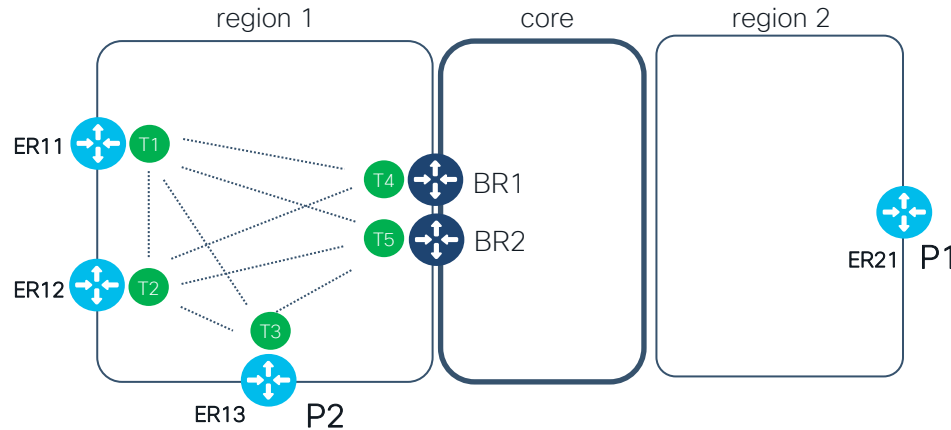 region 1
core
region 2
ER11
T1
T4
BR1
T5
BR2
ER21
P1
ER12
T2
T3
ER13
P2